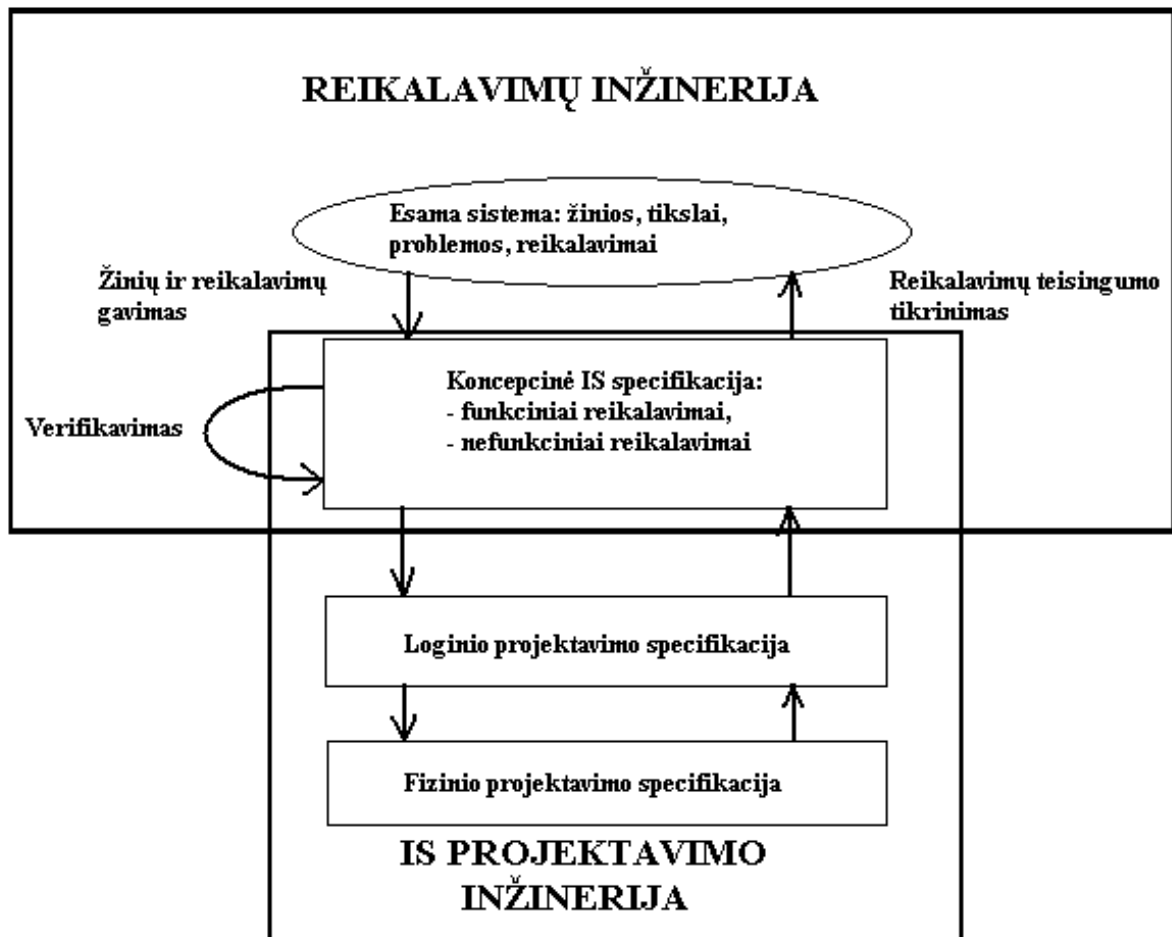 REIKALAVIMŲ INŽINERIJA
Esama sistema: žinios, tikslai,
problemos, reikalavimai
Žinių ir reikalavimų
gavimas
Reikalavimų teisingumo
tikrinimas
Koncepcinė IS specifikacija:
- funkciniai reikalavimai,
- nefunkciniai reikalavimai
Verifikavimas
Loginio projektavimo specifikacija
Fizinio projektavimo specifikacija
IS PROJEKTAVIMO
INŽINERIJA